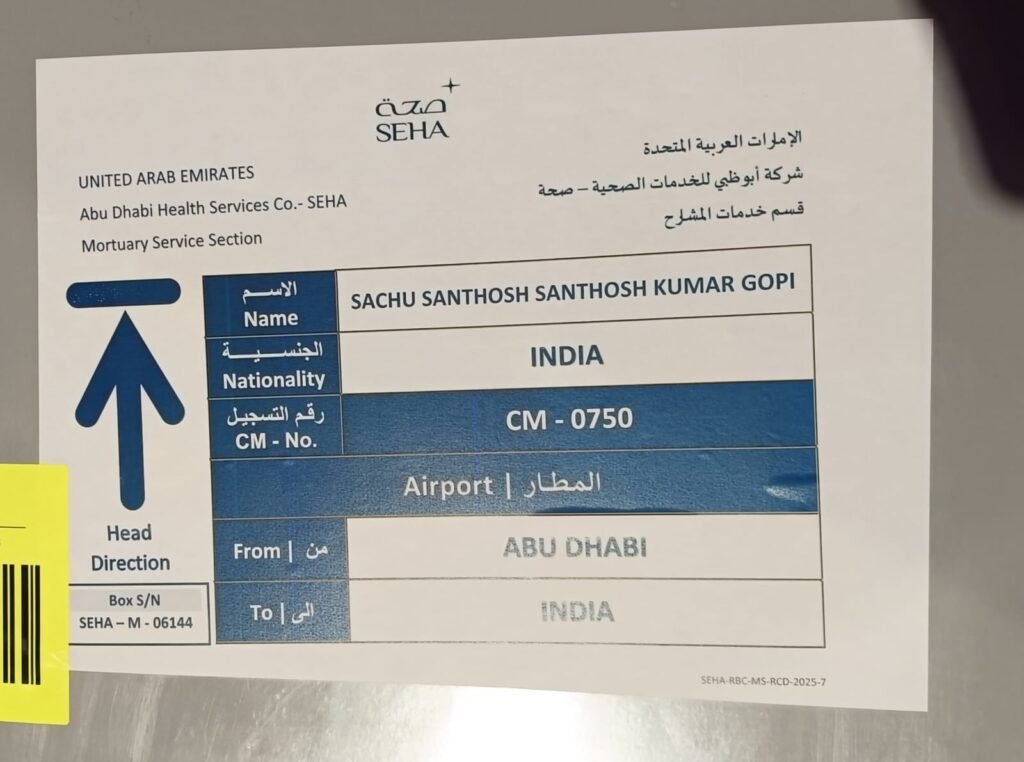 صحة
SEHA
UNITED ARAB EMIRATES
Abu Dhabi Health Services Co.- SEHA
Mortuary Service Section
الإمارات العربية المتحدة
شركة أبوظبي للخدمات الصحية – صحة
قسم خدمات المشارح
الاسم
Name
SACHU SANTHOSH SANTHOSH KUMAR GOPI
الجنسية
Nationality
INDIA
رقم التسجيل
CM - No.
CM - 0750
Airport | المطار
From | من
ABU DHABI
To | الى
INDIA
Head
Direction
Box S/N
SEHA – M - 06144
SEHA-RBC-MS-RCD-2025-7